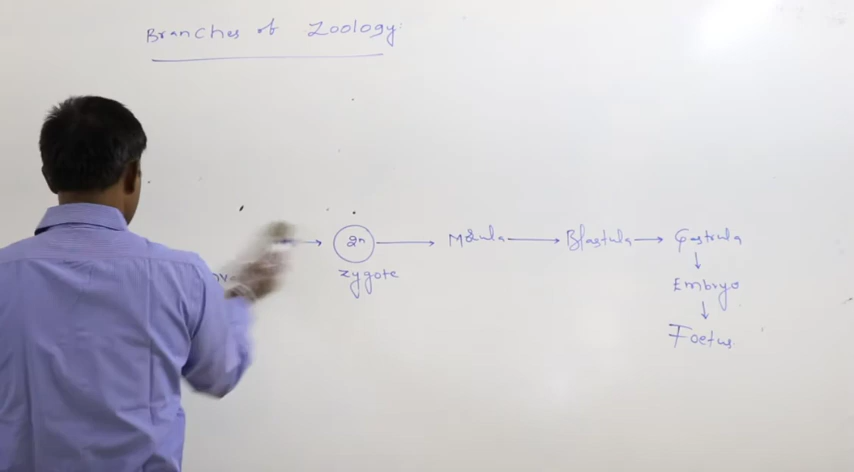 Branches of Zoology
2n → Morula → Blastula → Gastrula
zygote
↓
Embryo
↓
Foetus